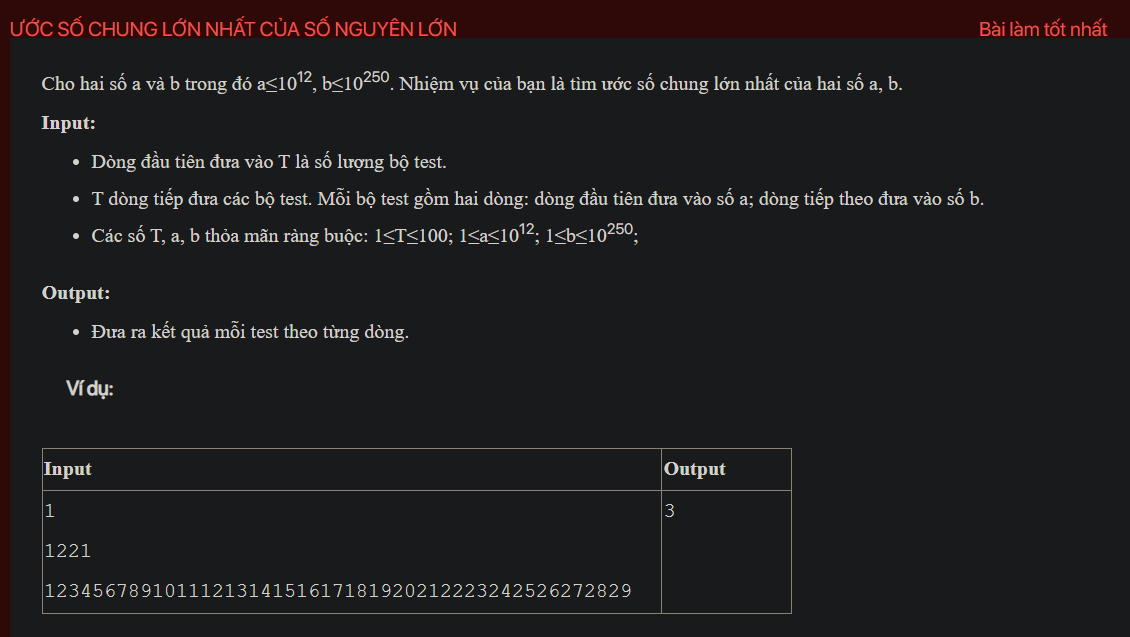 ƯỚC SỐ CHUNG LỚN NHẤT CỦA SỐ NGUYÊN LỚN Bài làm tốt nhất
Cho hai số a và b trong đó a≤10^12, b≤10^250. Nhiệm vụ của bạn là tìm ước số chung lớn nhất của hai số a, b.
Input:
• Dòng đầu tiên đưa vào T là số lượng bộ test.
• T dòng tiếp đưa các bộ test. Mỗi bộ test gồm hai dòng: dòng đầu tiên đưa vào số a; dòng tiếp theo đưa vào số b.
• Các số T, a, b thỏa mãn ràng buộc: 1≤T≤100; 1≤a≤10^12; 1≤b≤10^250;
Output:
• Đưa ra kết quả mỗi test theo từng dòng.
Ví dụ:
Input Output
1 3
1221
1234567891011121314151617181920212223242526272829